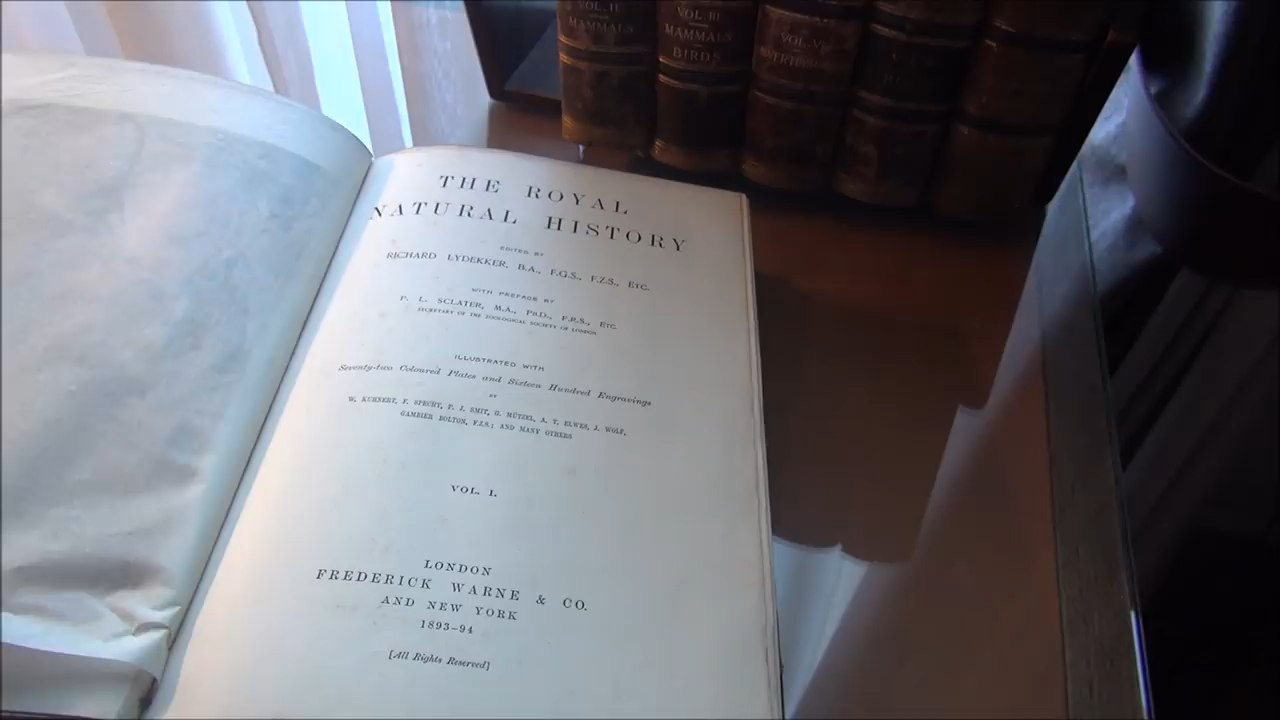 VOL. II
MAMMALS
VOL. III
MAMMALS
BIRDS
VOL. VI
THE ROYAL
NATURAL HISTORY
EDITED BY
RICHARD LYDEKKER, B.A., F.G.S., F.Z.S., ETC.
WITH PREFACE BY
P. L. SCLATER, M.A., PH.D., F.R.S., ETC.
SECRETARY OF THE ZOOLOGICAL SOCIETY OF LONDON
ILLUSTRATED WITH
Seventy-two Coloured Plates and Sixteen Hundred Engravings
BY
W. KUHNERT, F. SPECHT, P. J. SMIT, G. MÜTZEL, A. T. ELWES, J. WOLF,
GAMBIER BOLTON, F.Z.S.; AND MANY OTHERS
VOL. I.
LONDON
FREDERICK WARNE & CO.
AND NEW YORK
1893-94
[All Rights Reserved]